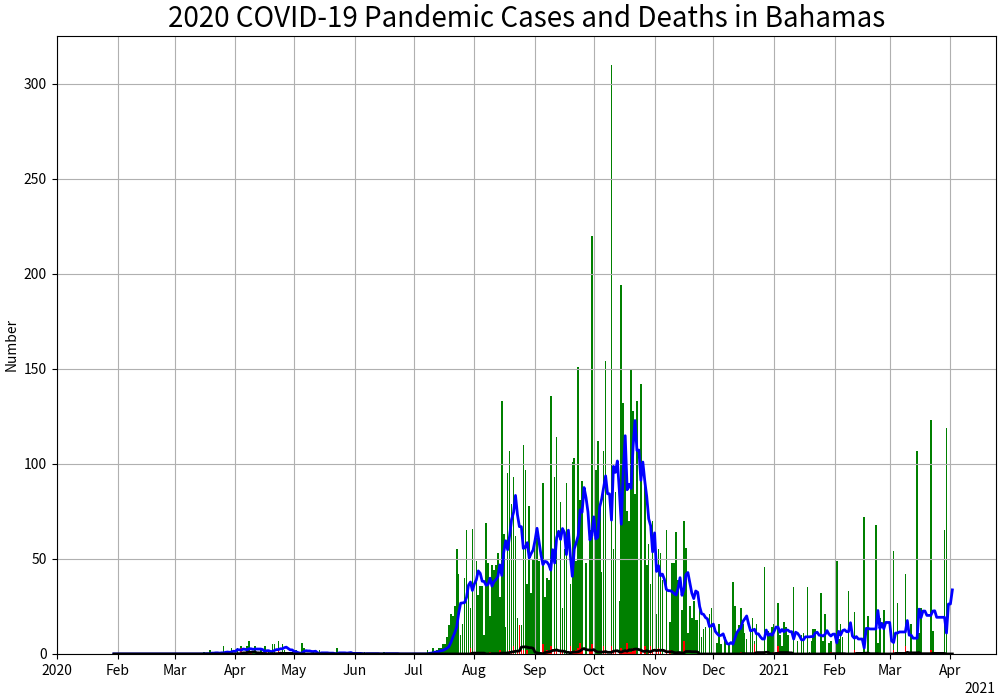 2020 COVID-19 Pandemic Cases and Deaths in Bahamas
300
250
200
150
100
50
0
Number
2020 Feb Mar Apr May Jun Jul Aug Sep Oct Nov Dec 2021 Feb Mar Apr
2021